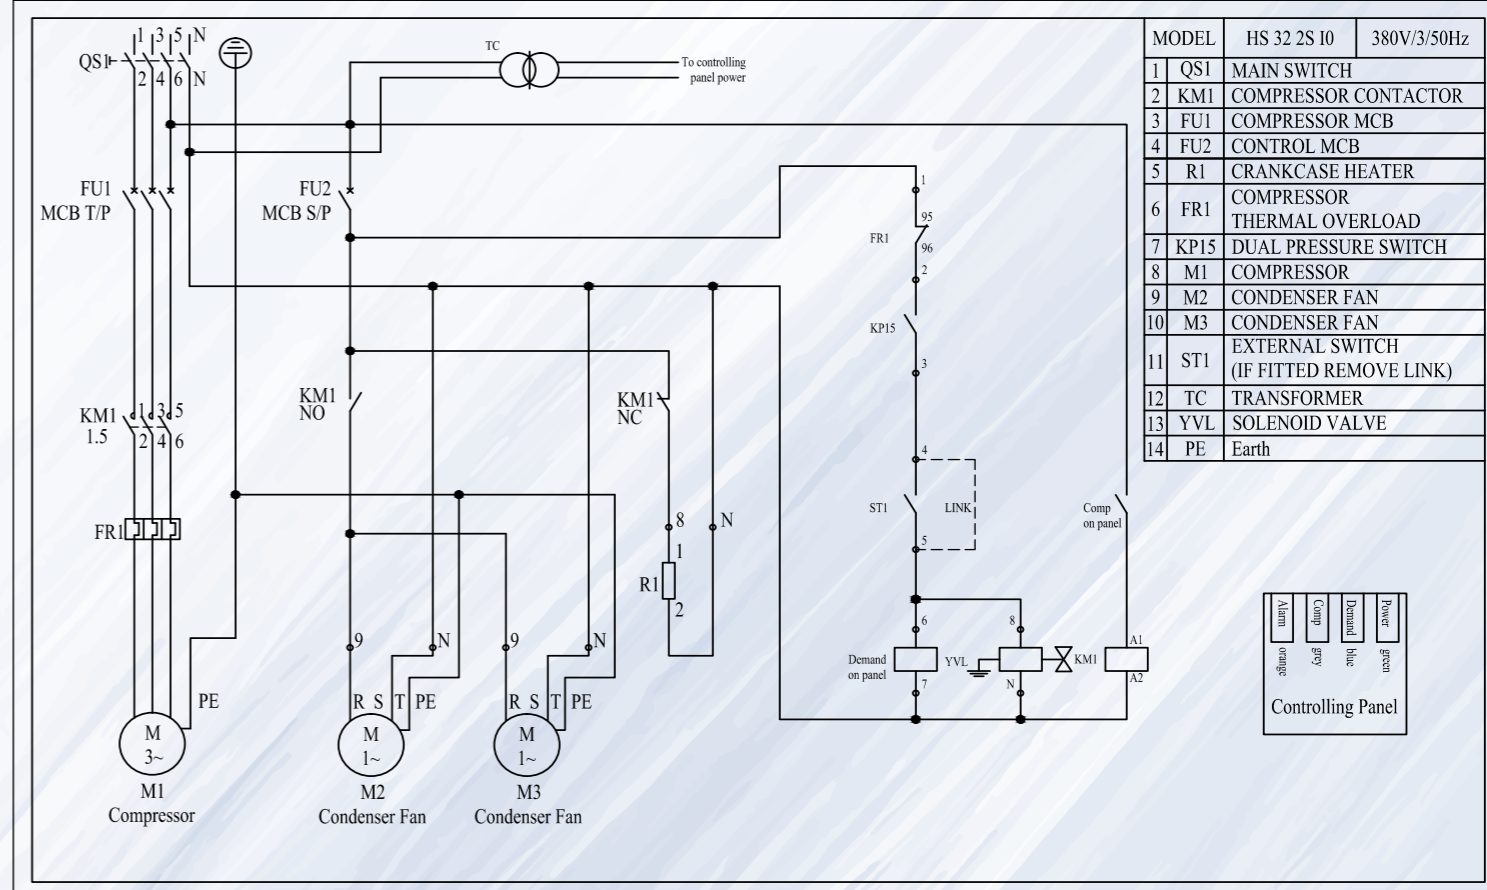 1 3 5 N
QS1
2 4 6 N
TC
To controlling
panel power
FU1
MCB T/P
FU2
MCB S/P
1
95
FR1
96
2
KP15
3
KM1
1.5
1 3 5
2 4 6
KM1
NO
KM1
NC
4
ST1
LINK
5
Comp
on panel
FR1
8
N
1
R1
2
9
N
9
N
6
8
Demand
on panel
YVL
KM1
A1
A2
7
N
PE
R S T PE
R S T PE
M
3~
M
1~
M
1~
M1
Compressor
M2
Condenser Fan
M3
Condenser Fan
MODEL HS 32 2S I0 380V/3/50Hz
1 QS1 MAIN SWITCH
2 KM1 COMPRESSOR CONTACTOR
3 FU1 COMPRESSOR MCB
4 FU2 CONTROL MCB
5 R1 CRANKCASE HEATER
6 FR1 COMPRESSOR
THERMAL OVERLOAD
7 KP15 DUAL PRESSURE SWITCH
8 M1 COMPRESSOR
9 M2 CONDENSER FAN
10 M3 CONDENSER FAN
11 ST1 EXTERNAL SWITCH
(IF FITTED REMOVE LINK)
12 TC TRANSFORMER
13 YVL SOLENOID VALVE
14 PE Earth
Alarm Comp Demand Power
orange grey blue green
Controlling Panel